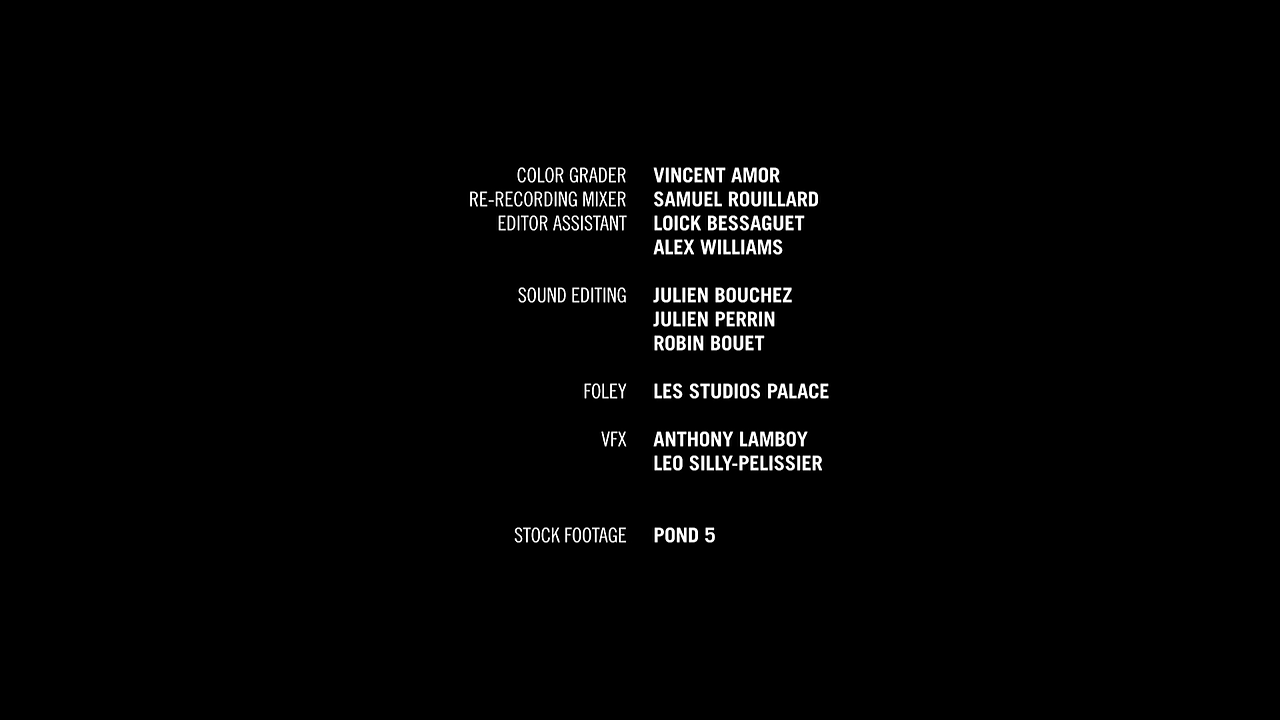 COLOR GRADER VINCENT AMOR
RE-RECORDING MIXER SAMUEL ROUILLARD
EDITOR ASSISTANT LOICK BESSAGUET
ALEX WILLIAMS
SOUND EDITING JULIEN BOUCHEZ
JULIEN PERRIN
ROBIN BOUET
FOLEY LES STUDIOS PALACE
VFX ANTHONY LAMBOY
LEO SILLY-PELISSIER
STOCK FOOTAGE POND 5